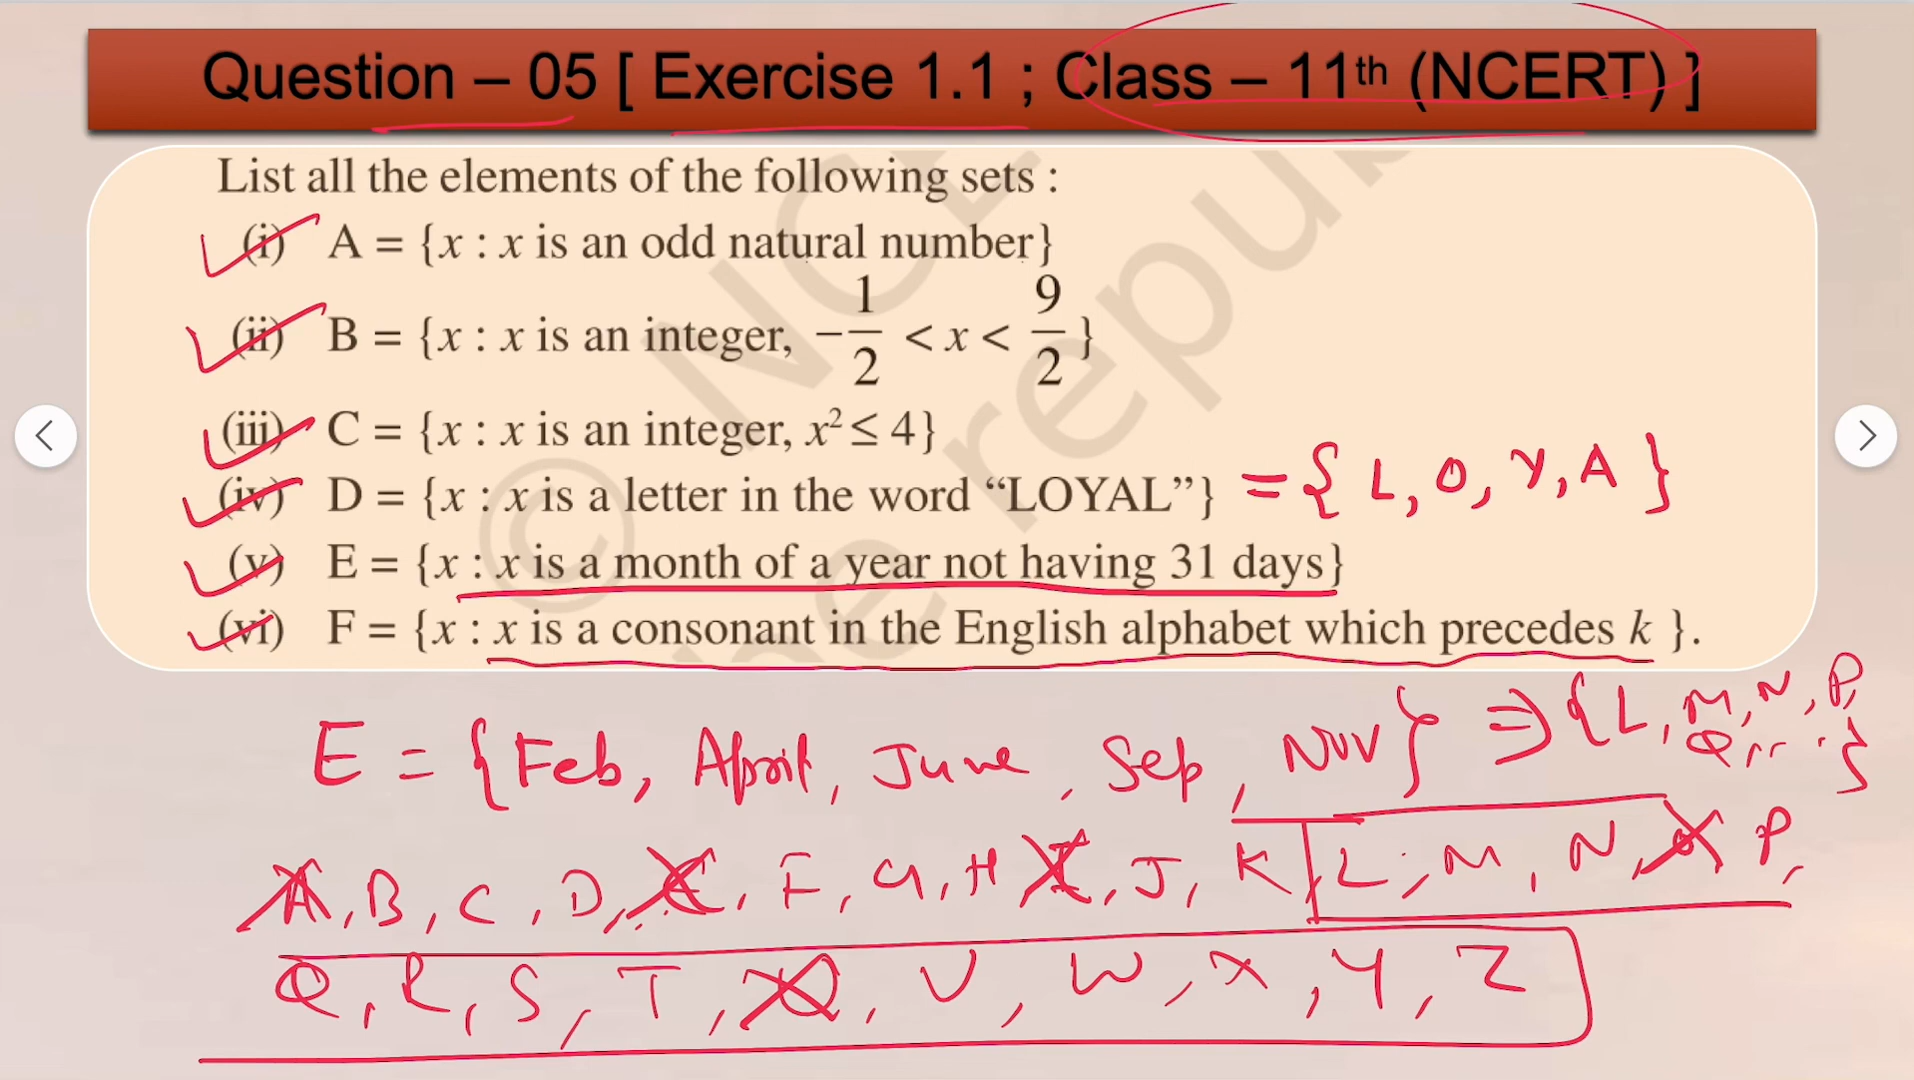 Question – 05 [ Exercise 1.1 ; Class – 11th (NCERT) ]
List all the elements of the following sets :
(i) A = {x : x is an odd natural number}
(ii) B = {x : x is an integer, -1/2 < x < 9/2 }
(iii) C = {x : x is an integer, x² ≤ 4}
(iv) D = {x : x is a letter in the word “LOYAL”} = { L, O, Y, A }
(v) E = {x : x is a month of a year not having 31 days}
(vi) F = {x : x is a consonant in the English alphabet which precedes k }.
E = { Feb, April, June, Sep, Nov } ⇒ { L, M, N, P,
Q, ... }
A, B, C, D, E, F, G, H, I, J, K, L, M, N, O, P,
Q, R, S, T, U, V, W, X, Y, Z
© NCE
be repub